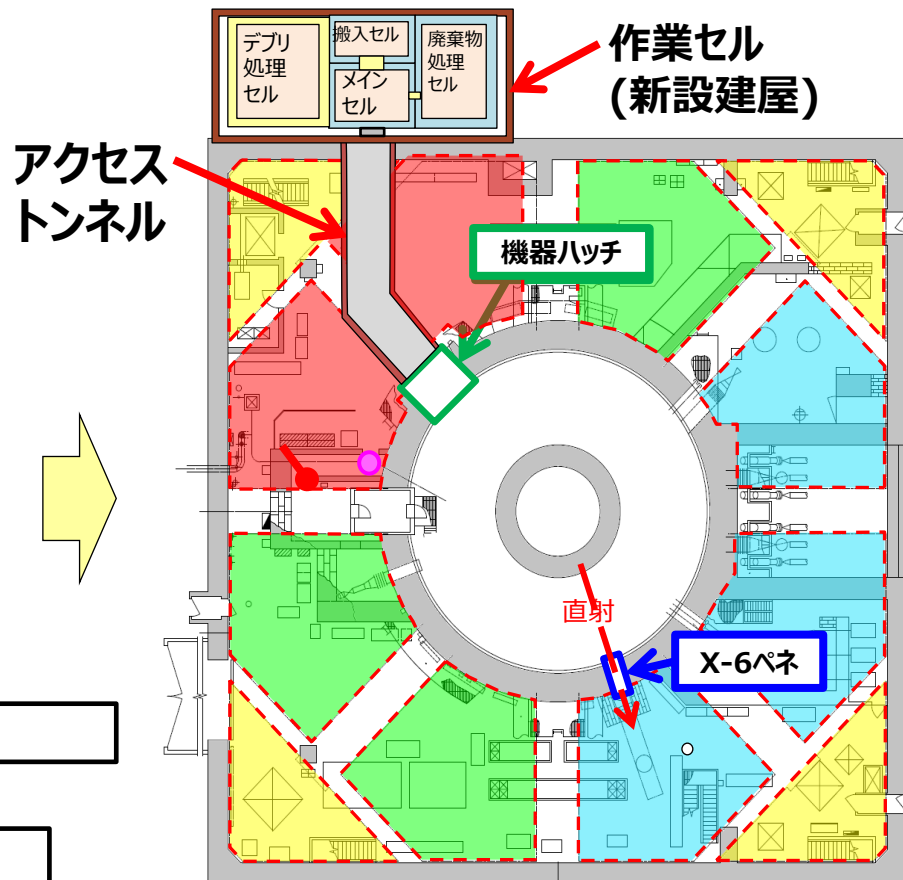 デブリ
処理
セル
搬入セル
メイン
セル
廃棄物
処理
セル
作業セル
(新設建屋)
アクセス
トンネル
機器ハッチ
直射
X-6ペネ